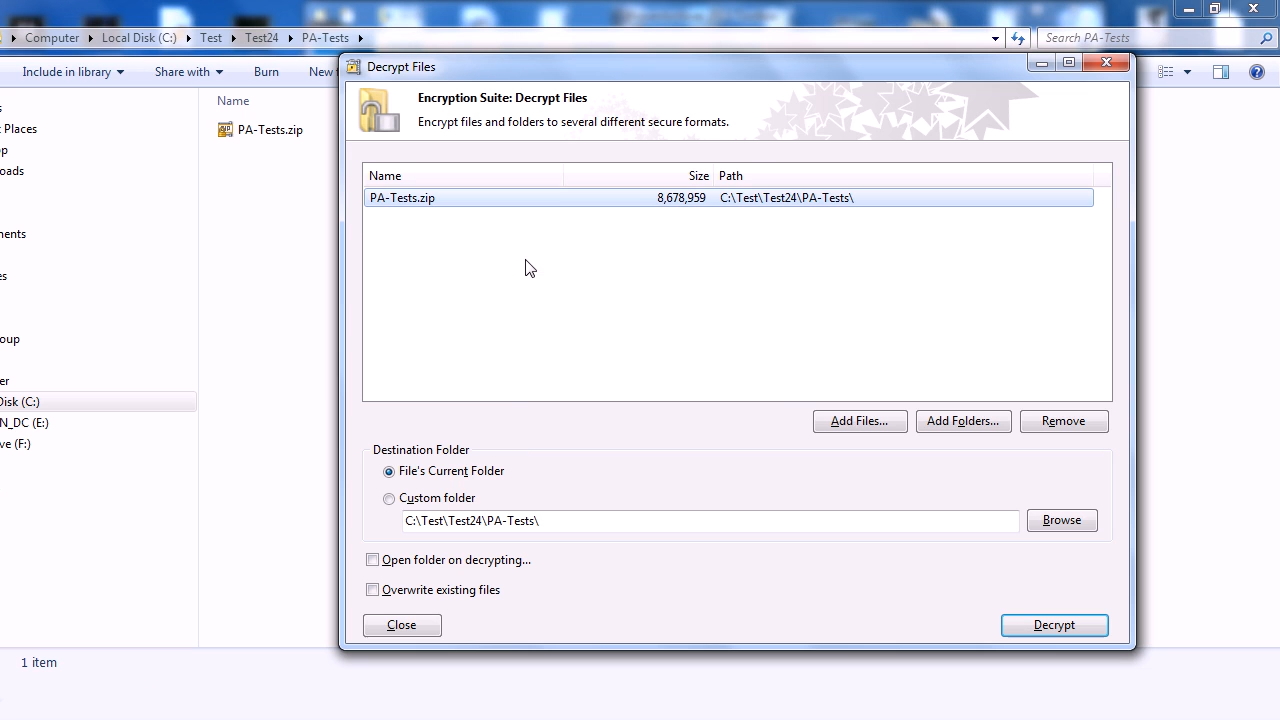 Computer Local Disk (C:) Test Test24 PA-Tests Search PA-Tests
Include in library Share with Burn New
Decrypt Files
Encryption Suite: Decrypt Files
Encrypt files and folders to several different secure formats.
Name
PA-Tests.zip
Places
oads
Disk (C:)
N_DC (E:)
ve (F:)
Name Size Path
PA-Tests.zip 8,678,959 C:\Test\Test24\PA-Tests\
Add Files... Add Folders... Remove
Destination Folder
File's Current Folder
Custom folder
C:\Test\Test24\PA-Tests\ Browse
Open folder on decrypting...
Overwrite existing files
Close Decrypt
1 item